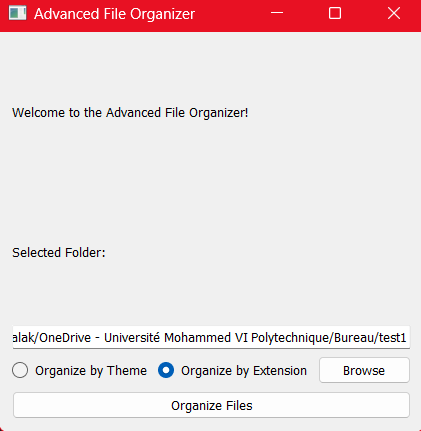 Advanced File Organizer
Welcome to the Advanced File Organizer!
Selected Folder:
alak/OneDrive - Université Mohammed VI Polytechnique/Bureau/test1
Organize by Theme Organize by Extension Browse
Organize Files